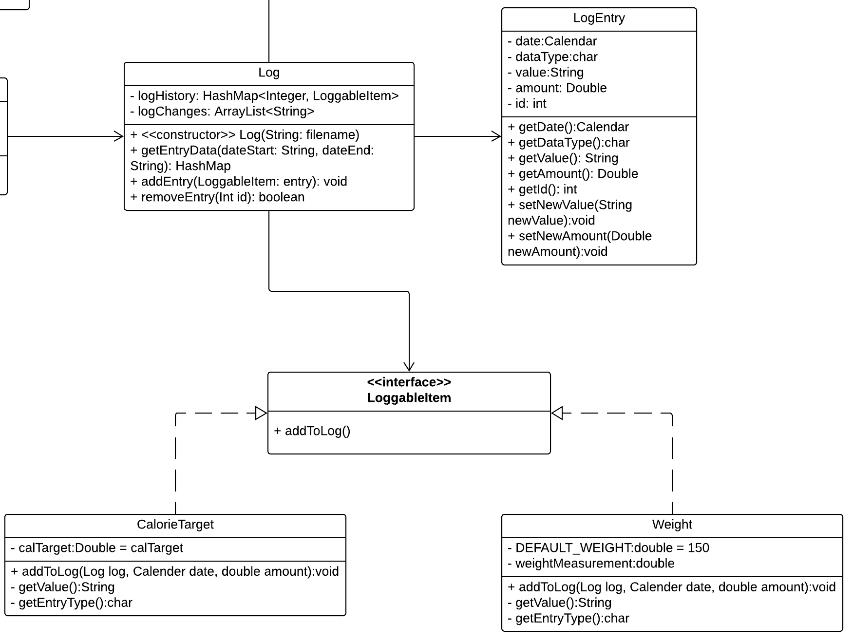 Log
- logHistory: HashMap<Integer, LoggableItem>
- logChanges: ArrayList<String>
+ <<constructor>> Log(String: filename)
+ getEntryData(dateStart: String, dateEnd:
String): HashMap
+ addEntry(LoggableItem: entry): void
+ removeEntry(Int id): boolean
LogEntry
- date:Calendar
- dataType:char
- value:String
- amount: Double
- id: int
+ getDate():Calendar
+ getDataType():char
+ getValue(): String
+ getAmount(): Double
+ getId(): int
+ setNewValue(String
newValue):void
+ setNewAmount(Double
newAmount):void
<<interface>>
LoggableItem
+ addToLog()
CalorieTarget
- calTarget:Double = calTarget
+ addToLog(Log log, Calender date, double amount):void
- getValue():String
- getEntryType():char
Weight
- DEFAULT_WEIGHT:double = 150
- weightMeasurement:double
+ addToLog(Log log, Calender date, double amount):void
- getValue():String
- getEntryType():char